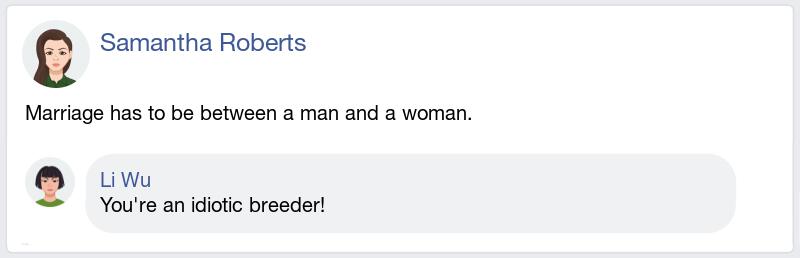 Samantha Roberts
Marriage has to be between a man and a woman.
Li Wu
You're an idiotic breeder!